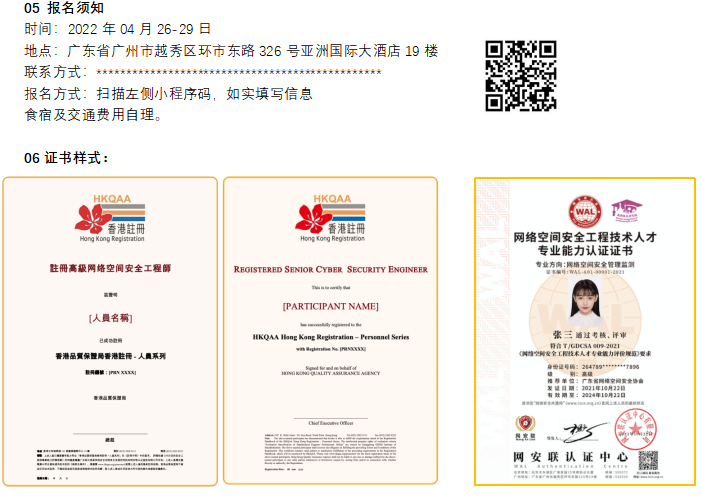 05 报名须知
时间：2022 年 04 月 26-29 日
地点：广东省广州市越秀区环市东路 326 号亚洲国际大酒店 19 楼
联系方式：************************************************
报名方式：扫描左侧小程序码，如实填写信息
食宿及交通费用自理。
06 证书样式：
HKQAA
香港註冊
Hong Kong Registration
註冊高級网络空间安全工程師
茲證明
[人員名稱]
已成功註冊
香港品質保證局香港註冊 - 人員系列
註冊編號：[PRN XXXX]
香港品質保證局
總裁
HKQAA
香港註冊
Hong Kong Registration
REGISTERED SENIOR CYBER SECURITY ENGINEER
This is to certify that
[PARTICIPANT NAME]
has successfully registered to the
HKQAA Hong Kong Registration – Personnel Series
with Registration No. [PRNXXXX]
Signed for and on behalf of
HONG KONG QUALITY ASSURANCE AGENCY
Chief Executive Officer
WAL
网络空间安全工程技术人才
专业能力认证证书
专业方向：网络空间安全管理监测
证书编号：WAL-A01-00001-2021
张三 通过考核、评审
符合 T/GDCSA 009-2021
《网络空间安全工程技术人才专业能力评价规范》要求
身份证号码：264789********7896
级 别：高级
推荐单位：广东省网络空间安全协会
发证日期：2021年10月23日
有效期至：2024年10月22日
网安联
签发人：
网安联认证中心
WAL Authentication Centre